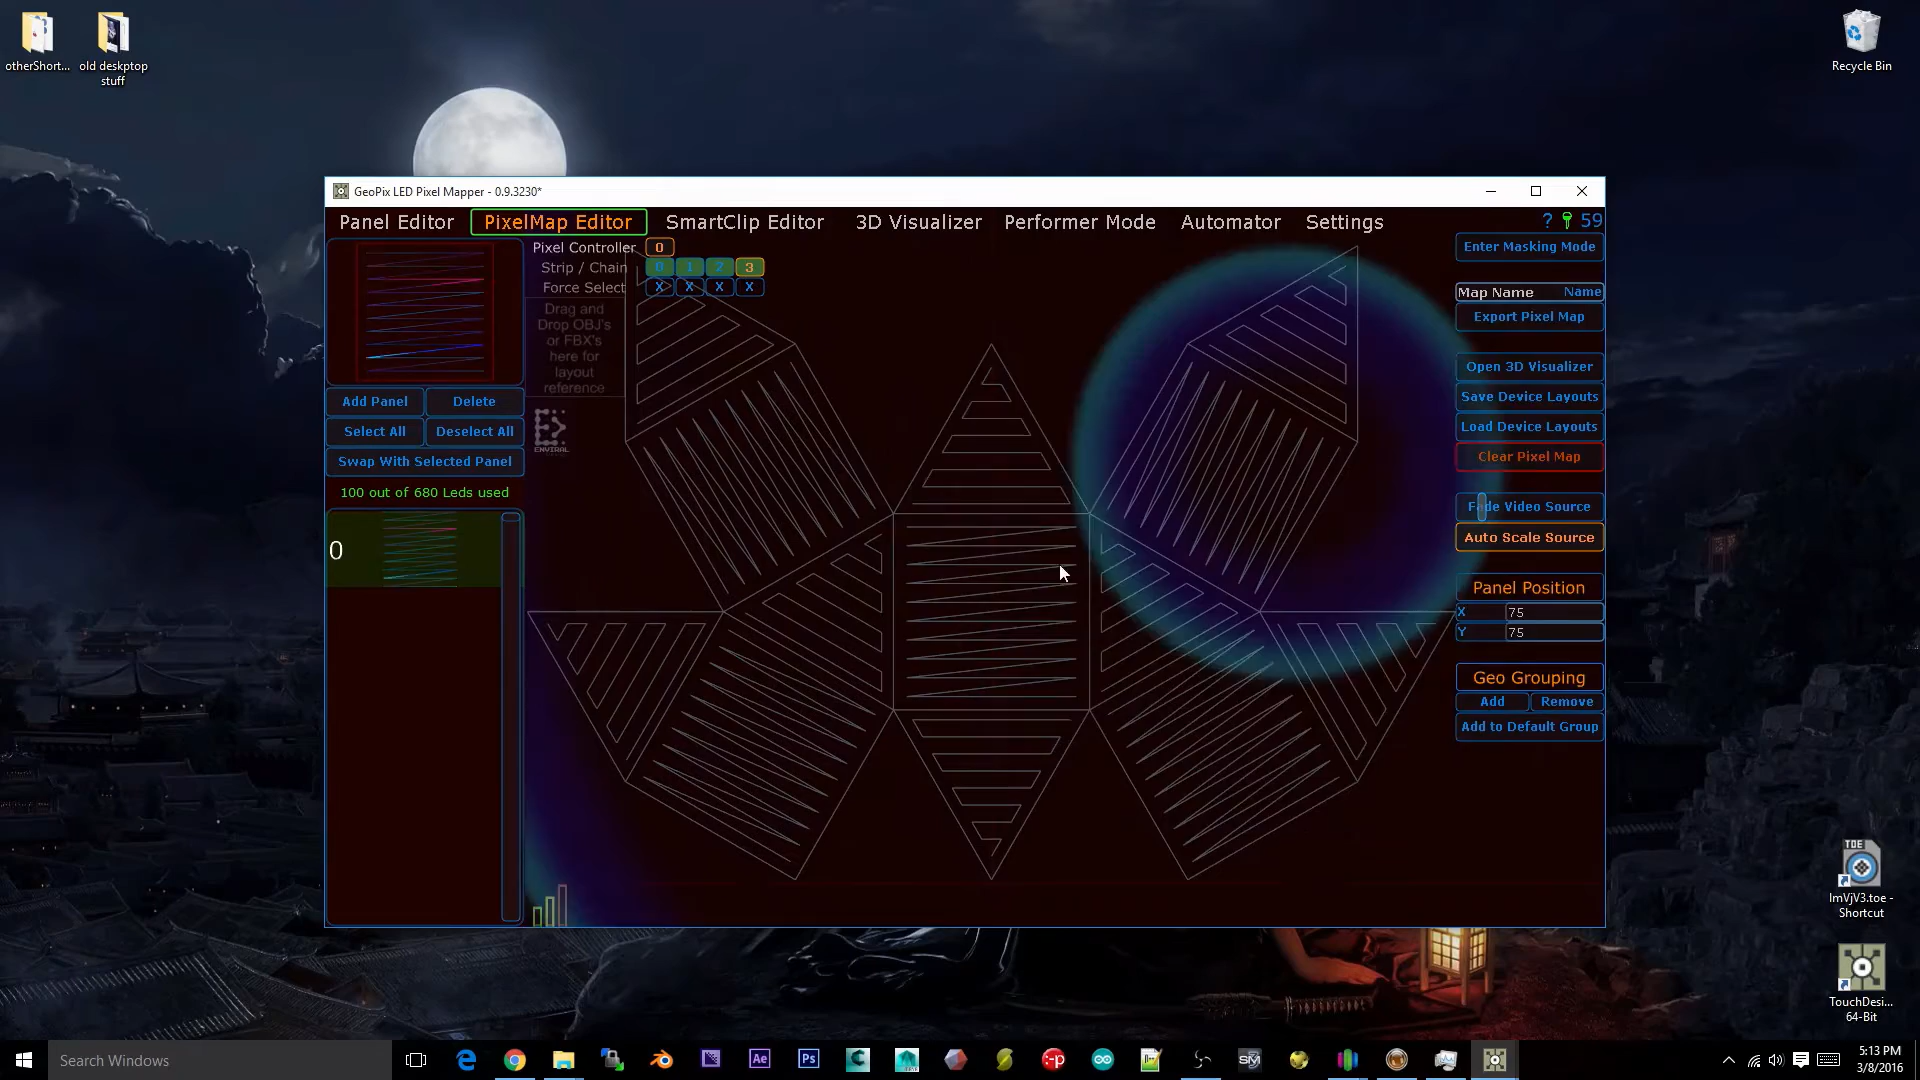 otherShort...
old deskptop
stuff
Recycle Bin
GeoPix LED Pixel Mapper - 0.9.3230*
Panel Editor
PixelMap Editor
SmartClip Editor
3D Visualizer
Performer Mode
Automator
Settings
? 59
Pixel Controller 0
Strip / Chain 0 1 2 3
Force Select X X X X
Drag and
Drop OBJ's
or FBX's
here for
layout
reference
ENVIRAL
Add Panel
Delete
Select All
Deselect All
Swap With Selected Panel
100 out of 680 Leds used
0
Enter Masking Mode
Map Name Name
Export Pixel Map
Open 3D Visualizer
Save Device Layouts
Load Device Layouts
Clear Pixel Map
Fade Video Source
Auto Scale Source
Panel Position
X 75
Y 75
Geo Grouping
Add
Remove
Add to Default Group
TOE
ImVjV3.toe -
Shortcut
TouchDesi...
64-Bit
Search Windows
Ae
Ps
:-p
SM
5:13 PM
3/8/2016